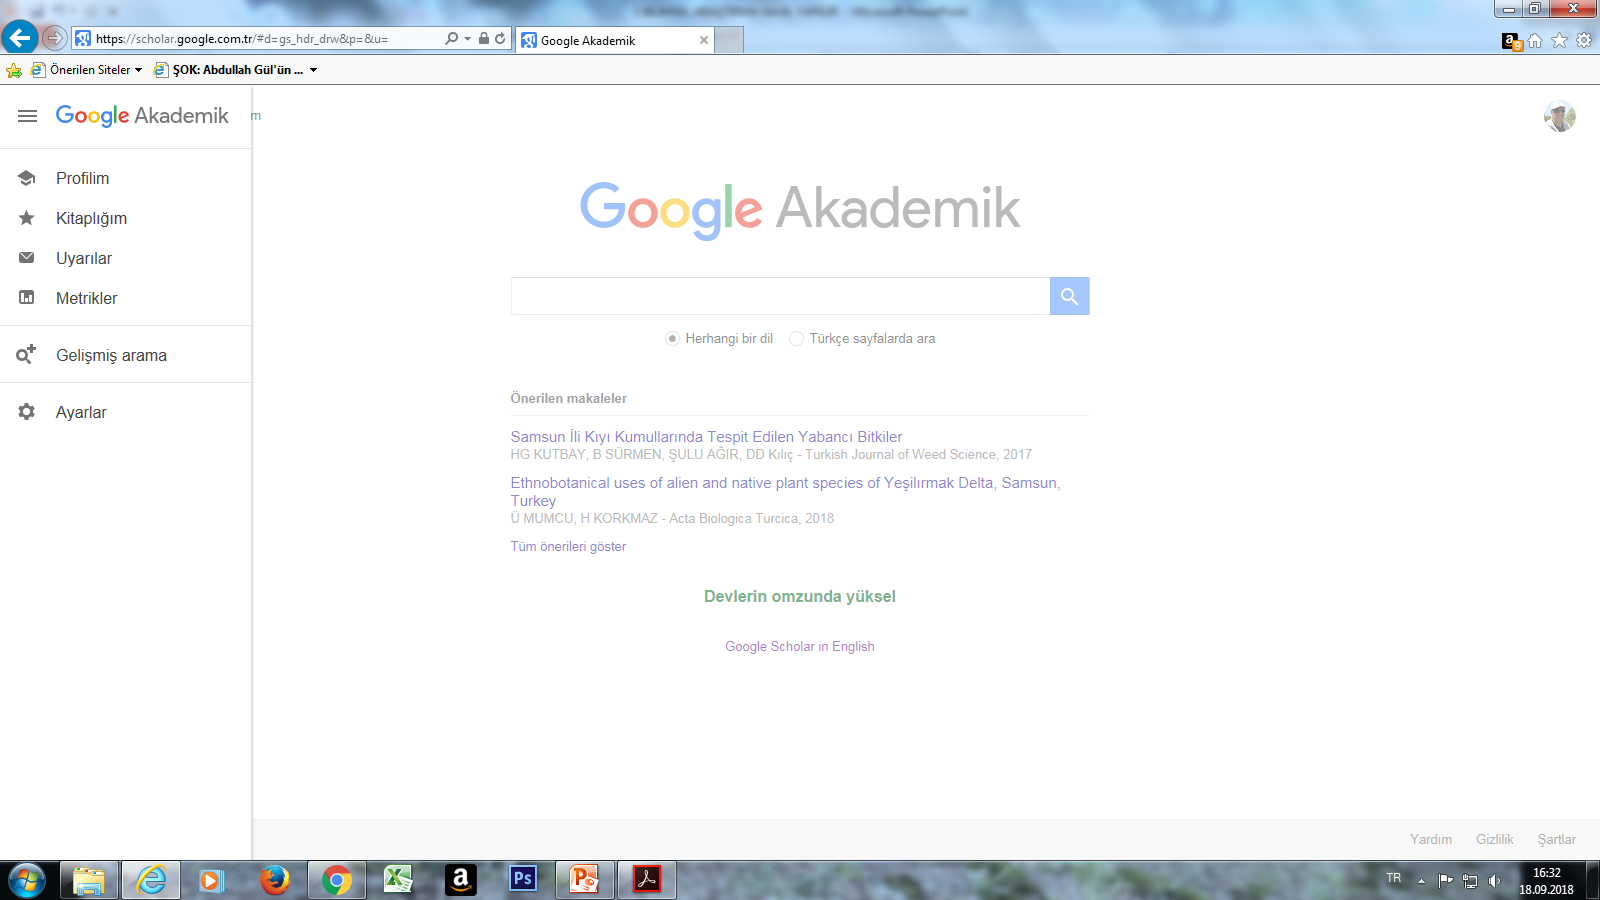 https://scholar.google.com.tr/#d=gs_hdr_drw&p=&u=
Google Akademik
Önerilen Siteler
ŞOK: Abdullah Gül'ün ...
Google Akademik
m
Profilim
Kitaplığım
Uyarılar
Metrikler
Gelişmiş arama
Ayarlar
Google Akademik
Herhangi bir dil
Türkçe sayfalarda ara
Önerilen makaleler
Samsun İli Kıyı Kumullarında Tespit Edilen Yabancı Bitkiler
HG KUTBAY, B SÜRMEN, ŞULU AĞIR, DD Kılıç - Turkish Journal of Weed Science, 2017
Ethnobotanical uses of alien and native plant species of Yeşilırmak Delta, Samsun,
Turkey
Ü MUMCU, H KORKMAZ - Acta Biologica Turcica, 2018
Tüm önerileri göster
Devlerin omzunda yüksel
Google Scholar in English
Yardım Gizlilik Şartlar
a
9
a
Ps
TR
16:32
18.09.2018